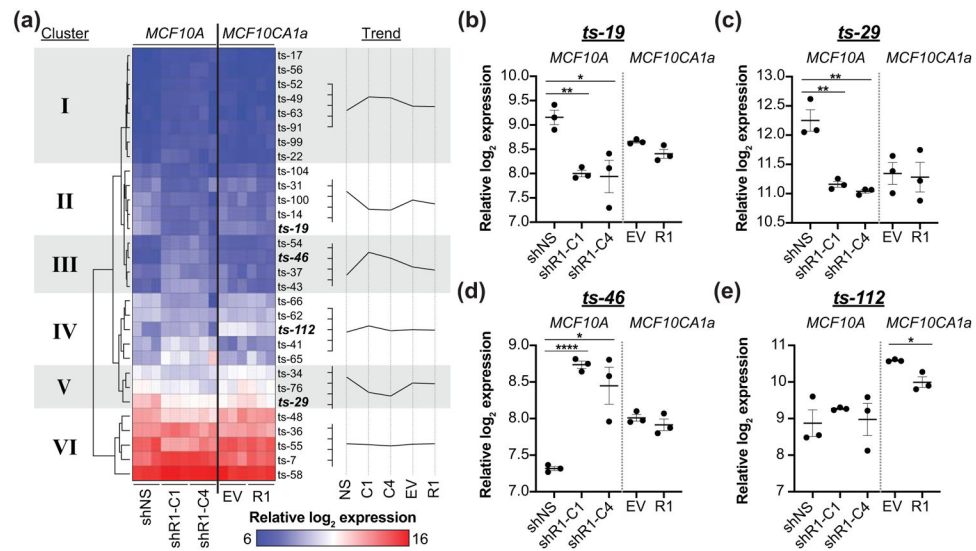 (a)
Cluster
MCF10A
MCF10CA1a
Trend
I
II
III
IV
V
VI
ts-17
ts-56
ts-52
ts-49
ts-63
ts-91
ts-99
ts-22
ts-104
ts-31
ts-100
ts-14
ts-19
ts-54
ts-46
ts-37
ts-43
ts-66
ts-62
ts-112
ts-41
ts-65
ts-34
ts-76
ts-29
ts-48
ts-36
ts-55
ts-7
ts-58
shNS
shR1-C1
shR1-C4
EV
R1
NS
C1
C4
EV
R1
Relative log2 expression
6
16
(b)
ts-19
MCF10A
MCF10CA1a
Relative log2 expression
10.0
9.5
9.0
8.5
8.0
7.5
7.0
*
**
shNS
shR1-C1
shR1-C4
EV
R1
(c)
ts-29
MCF10A
MCF10CA1a
Relative log2 expression
13.0
12.5
12.0
11.5
11.0
10.5
**
**
shNS
shR1-C1
shR1-C4
EV
R1
(d)
ts-46
MCF10A
MCF10CA1a
Relative log2 expression
9.0
8.5
8.0
7.5
7.0
*
****
shNS
shR1-C1
shR1-C4
EV
R1
(e)
ts-112
MCF10A
MCF10CA1a
Relative log2 expression
11
10
9
8
7
*
shNS
shR1-C1
shR1-C4
EV
R1